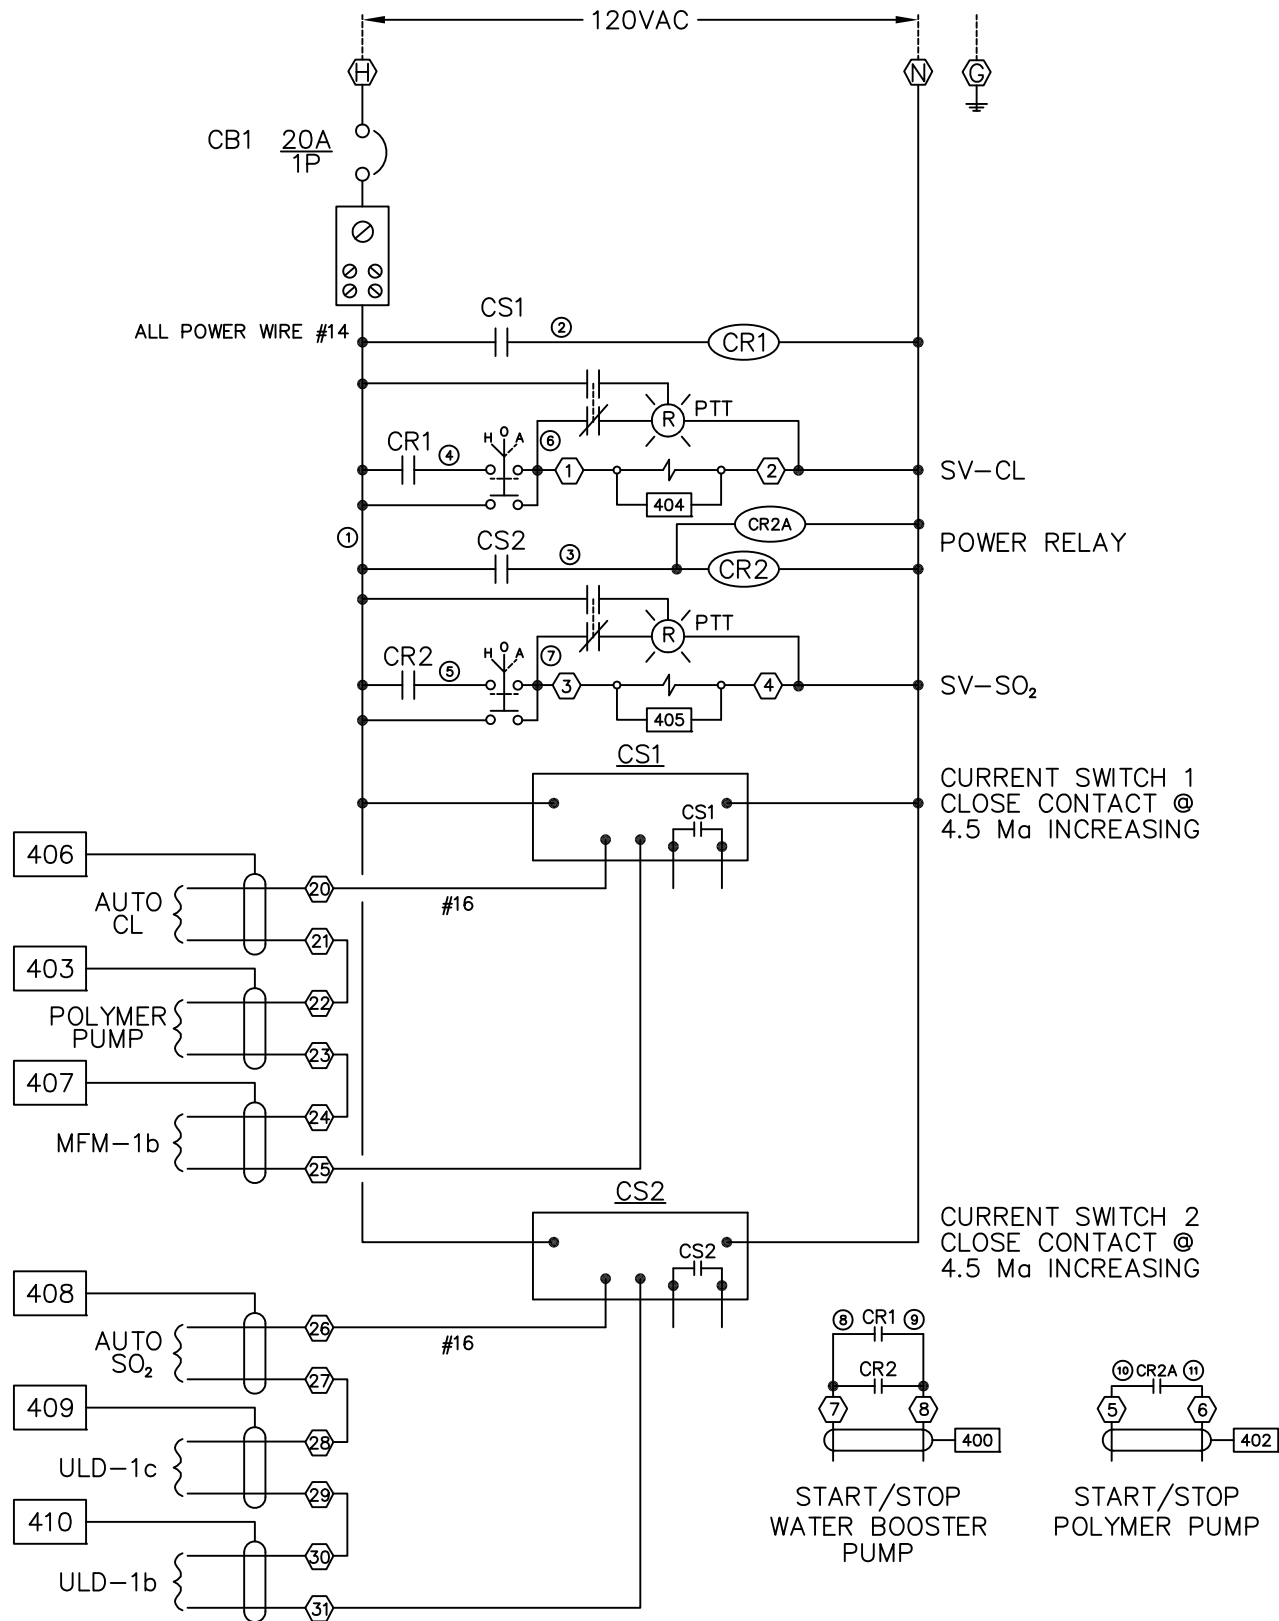 120VAC
H
N
G
CB1
20A
1P
ALL POWER WIRE #14
CS1
2
CR1
R
PTT
CR1
4
H O A
6
1
2
SV-CL
404
1
CR2A
POWER RELAY
CS2
3
CR2
R
PTT
CR2
5
H O A
7
3
4
SV-SO₂
405
CS1
CS1
CURRENT SWITCH 1
CLOSE CONTACT @
4.5 Ma INCREASING
406
AUTO
CL
20
#16
21
403
POLYMER
PUMP
22
23
407
MFM-1b
24
25
CS2
CS2
CURRENT SWITCH 2
CLOSE CONTACT @
4.5 Ma INCREASING
408
AUTO
SO₂
26
#16
27
409
ULD-1c
28
29
410
ULD-1b
30
31
8 CR1 9
CR2
7
8
400
START/STOP
WATER BOOSTER
PUMP
10 CR2A 11
5
6
402
START/STOP
POLYMER PUMP